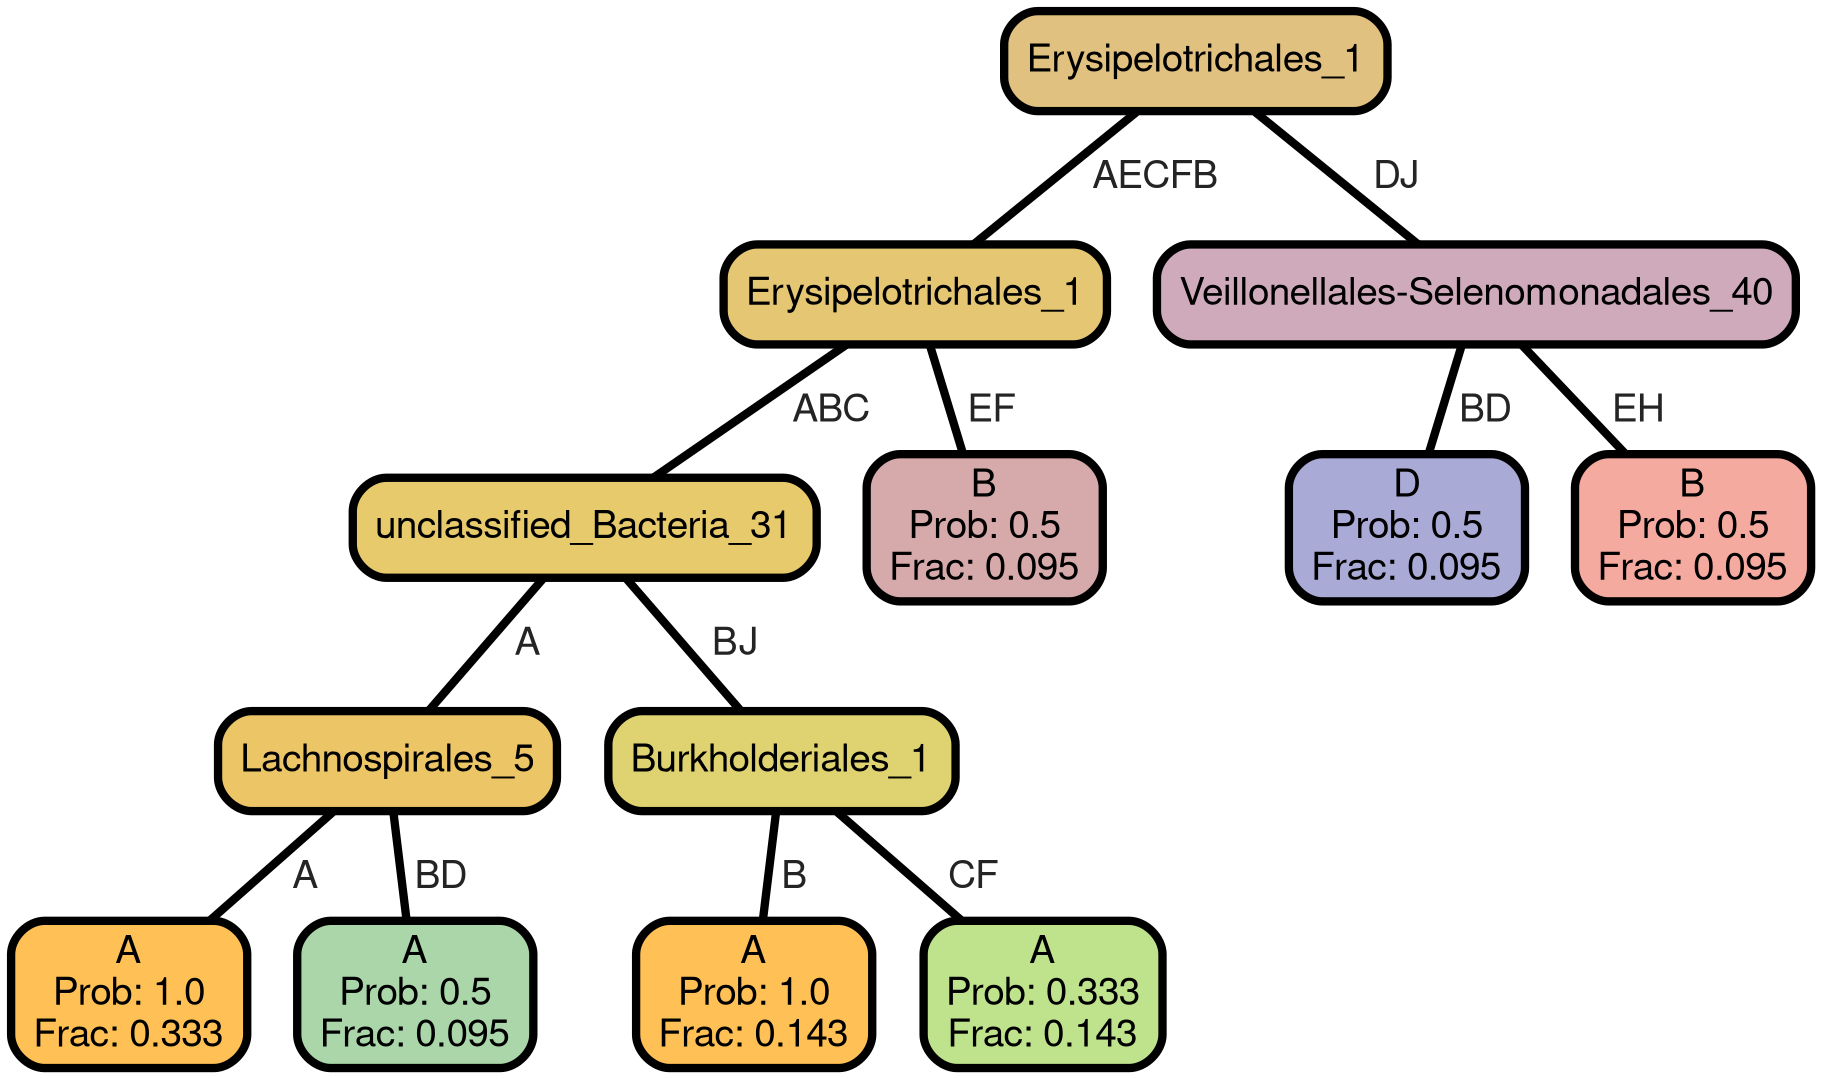 Erysipelotrichales_1
AECFB
DJ
Erysipelotrichales_1
Veillonellales-Selenomonadales_40
ABC
EF
BD
EH
unclassified_Bacteria_31
B
Prob: 0.5
Frac: 0.095
D
Prob: 0.5
Frac: 0.095
B
Prob: 0.5
Frac: 0.095
A
BJ
Lachnospirales_5
Burkholderiales_1
A
BD
B
CF
A
Prob: 1.0
Frac: 0.333
A
Prob: 0.5
Frac: 0.095
A
Prob: 1.0
Frac: 0.143
A
Prob: 0.333
Frac: 0.143